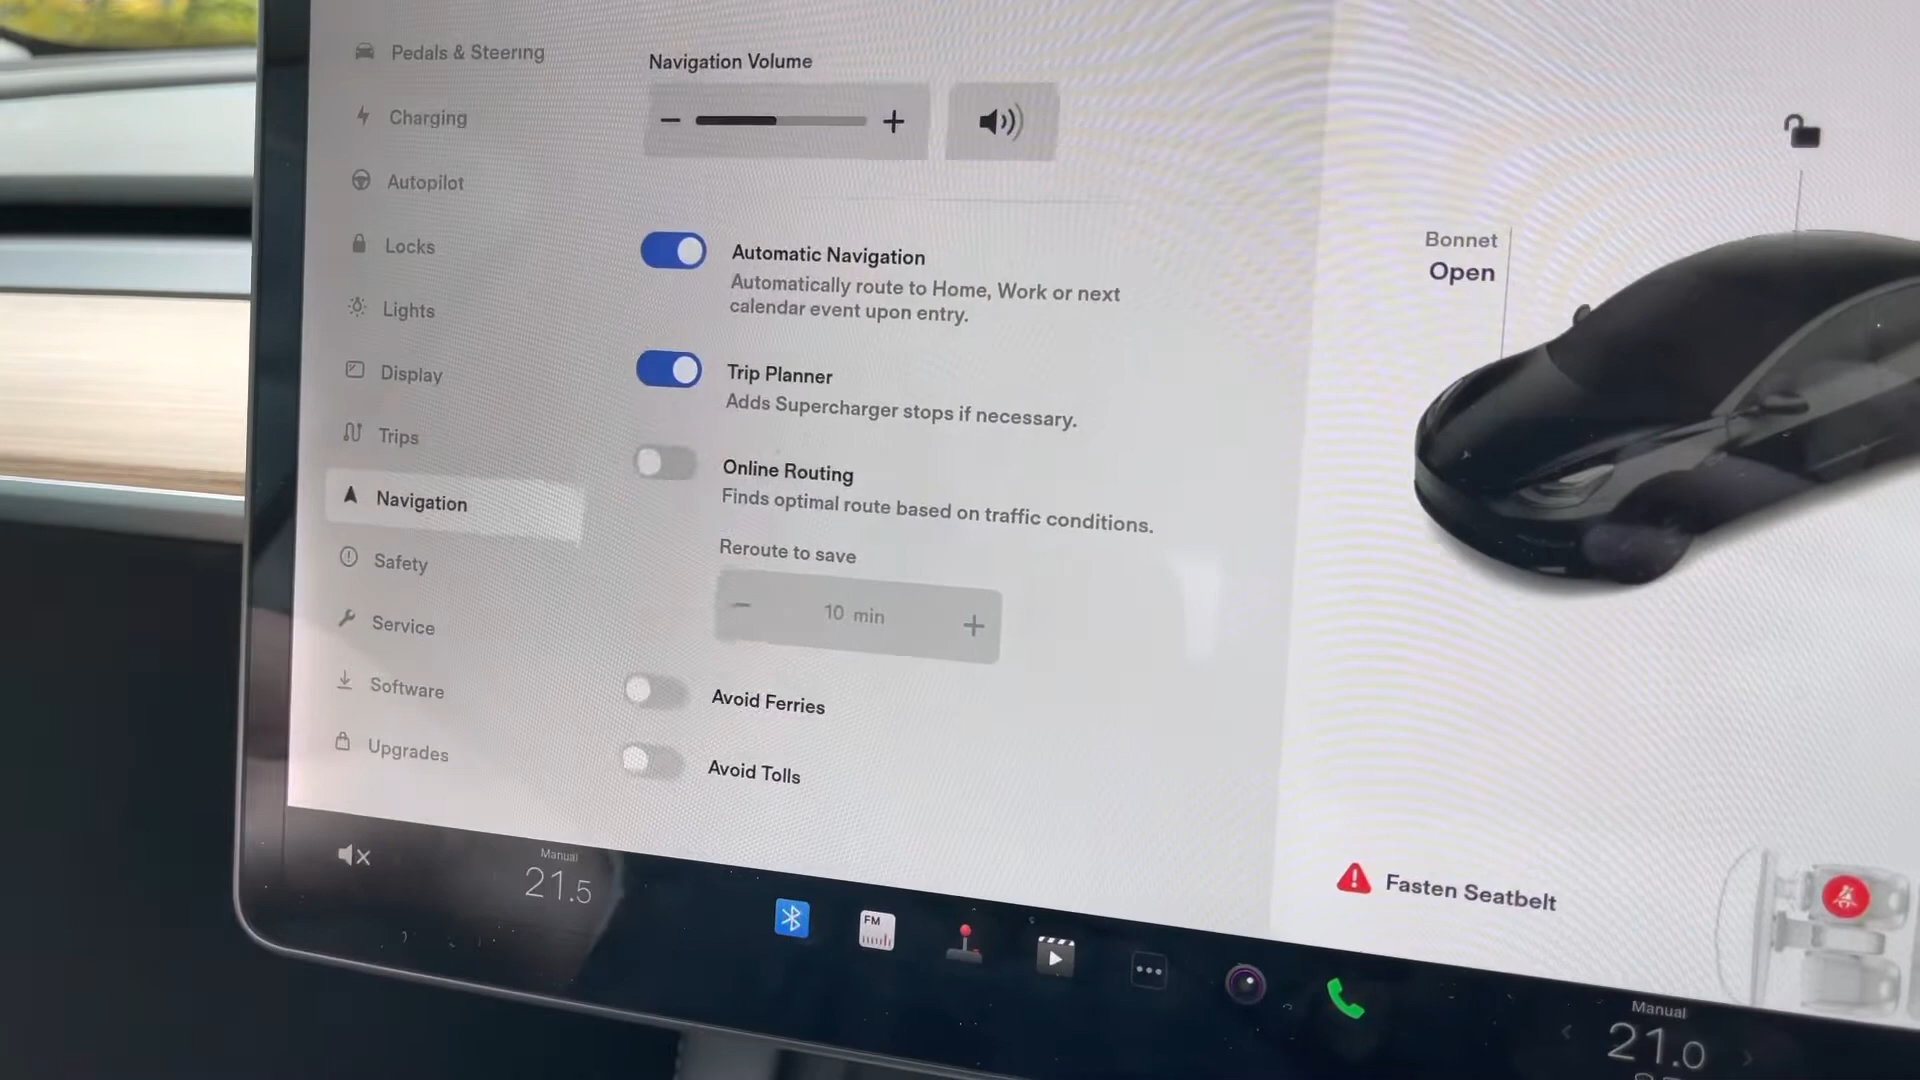 Pedals & Steering
Charging
Autopilot
Locks
Lights
Display
Trips
Navigation
Safety
Service
Software
Upgrades
Navigation Volume
Automatic Navigation
Automatically route to Home, Work or next
calendar event upon entry.
Trip Planner
Adds Supercharger stops if necessary.
Online Routing
Finds optimal route based on traffic conditions.
Reroute to save
10 min
Avoid Ferries
Avoid Tolls
Bonnet
Open
Fasten Seatbelt
Manual
21.5
FM
Manual
21.0